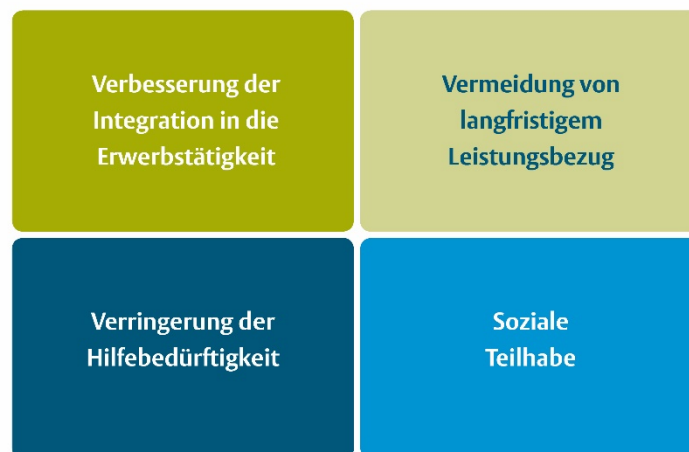 Verbesserung der
Integration in die
Erwerbstätigkeit
Vermeidung von
langfristigem
Leistungsbezug
Verringerung der
Hilfebedürftigkeit
Soziale
Teilhabe